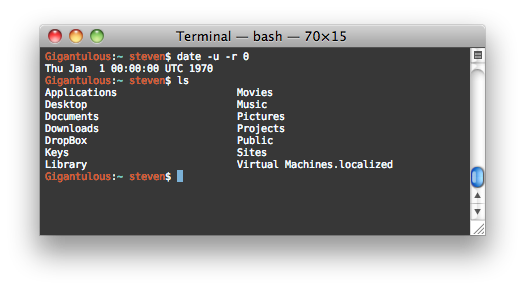 Terminal — bash — 70×15
Gigantulous:~ steven$ date -u -r 0
Thu Jan  1 00:00:00 UTC 1970
Gigantulous:~ steven$ ls
Applications                    Movies
Desktop                         Music
Documents                       Pictures
Downloads                       Projects
DropBox                         Public
Keys                            Sites
Library                         Virtual Machines.localized
Gigantulous:~ steven$